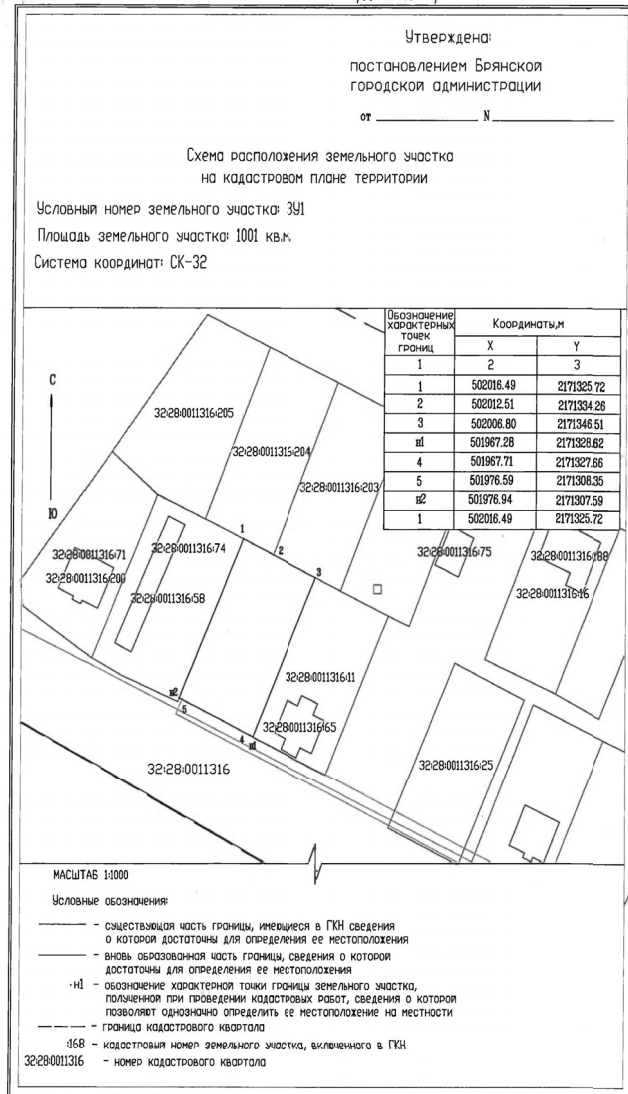 Утверждена:
постановлением Брянской
городской администрации
от ____________ N ____________
Схема расположения земельного участка
на кадастровом плане территории
Условный номер земельного участка: ЗУ1
Площадь земельного участка: 1001 кв.м.
Система координат: СК-32
Обозначение характерных точек границ
Координаты,м
X Y
1 2 3
1 502016.49 2171325.72
2 502012.51 2171334.26
3 502006.80 2171346.51
н1 501967.28 2171328.62
4 501967.71 2171327.66
5 501976.59 2171308.35
н2 501976.94 2171307.59
1 502016.49 2171325.72
С
Ю
32:28:0011316:205
32:28:0011315:204
32:28:0011316:203
1
2
3
32:28:0011316:71
32:28:0011316:74
32:28:0011316:75
32:28:0011316:88
32:28:0011316:200
32:28:0011316:58
32:28:0011316:16
32:28:0011316:11
н2
5
32:28:0011316:65
4 н1
32:28:0011316
32:28:0011316:25
МАСШТАБ 1:1000
Условные обозначения:
- существующая часть границы, имеющиеся в ГКН сведения
о которой достаточны для определения ее местоположения
- вновь образованная часть границы, сведения о которой
достаточны для определения ее местоположения
·н1 - обозначение характерной точки границы земельного участка,
полученной при проведении кадастровых работ, сведения о которой
позволяют однозначно определить ее местоположение на местности
- граница кадастрового квартала
:168 - кадастровый номер земельного участка, включенного в ГКН
32:28:0011316 - номер кадастрового квартала